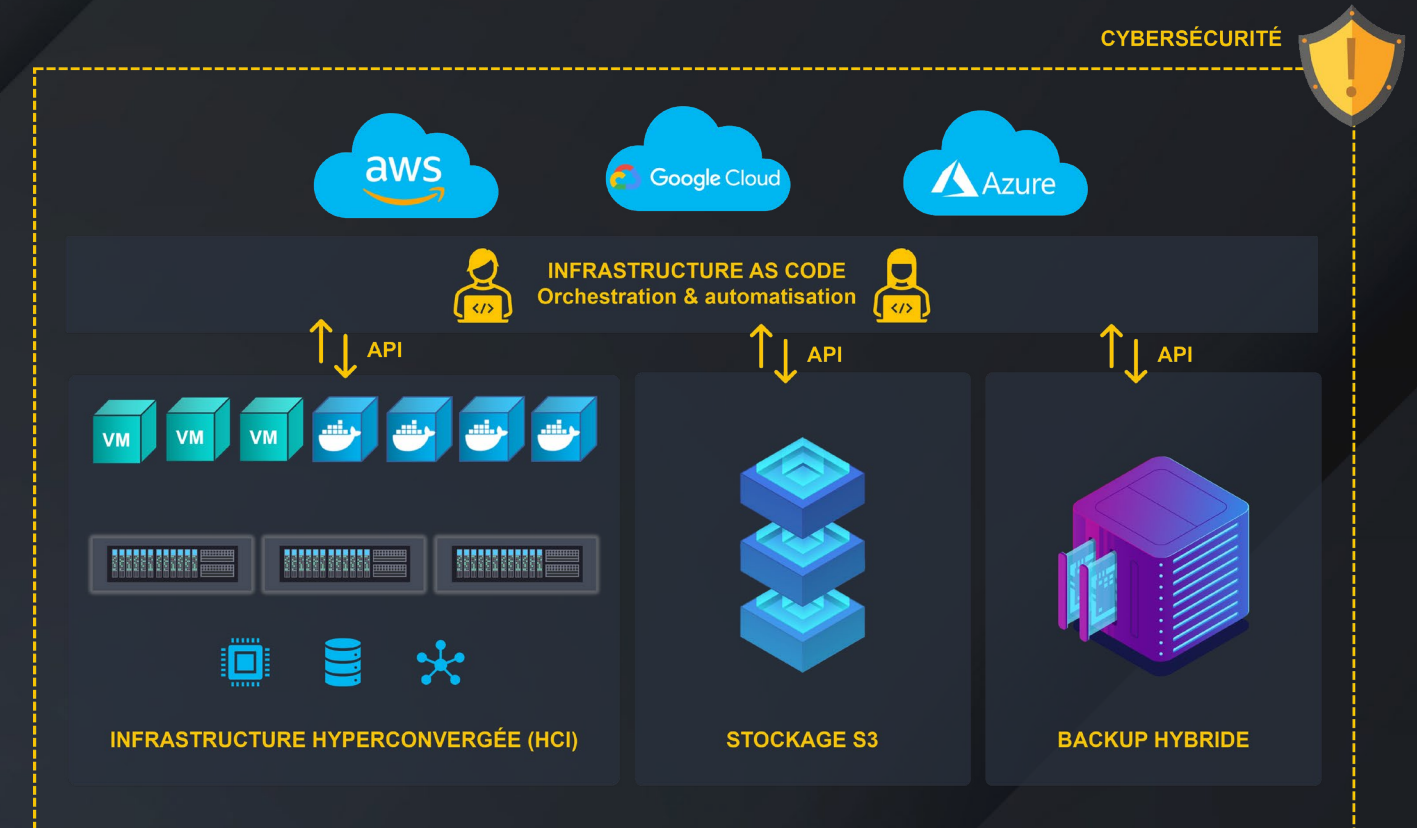 CYBERSÉCURITÉ
aws
Google Cloud
Azure
INFRASTRUCTURE AS CODE
Orchestration & automatisation
</>
</>
API
API
API
VM
VM
VM
INFRASTRUCTURE HYPERCONVERGÉE (HCI)
STOCKAGE S3
BACKUP HYBRIDE